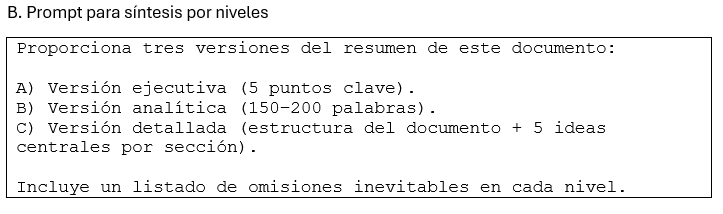 B. Prompt para síntesis por niveles
Proporciona tres versiones del resumen de este documento:
A) Versión ejecutiva (5 puntos clave).
B) Versión analítica (150–200 palabras).
C) Versión detallada (estructura del documento + 5 ideas
centrales por sección).
Incluye un listado de omisiones inevitables en cada nivel.